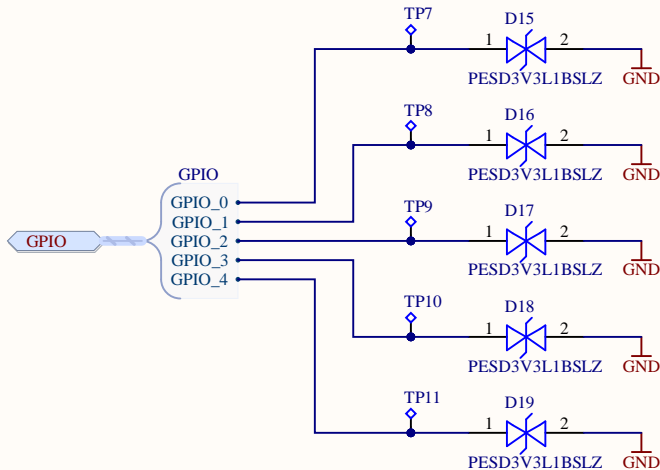 TP7
D15
1
2
PESD3V3L1BSLZ
GND
TP8
D16
1
2
PESD3V3L1BSLZ
GND
GPIO
GPIO_0
GPIO_1
GPIO_2
GPIO_3
GPIO_4
GPIO
TP9
D17
1
2
PESD3V3L1BSLZ
GND
TP10
D18
1
2
PESD3V3L1BSLZ
GND
TP11
D19
1
2
PESD3V3L1BSLZ
GND